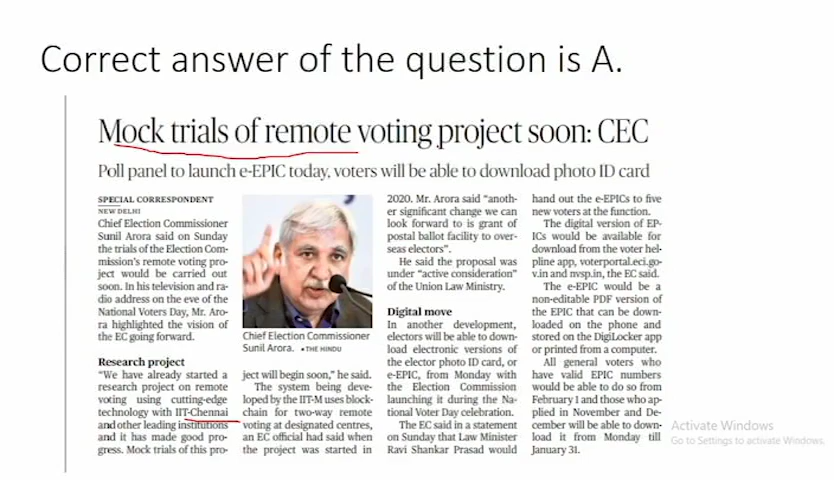 Correct answer of the question is A.
Mock trials of remote voting project soon: CEC
Poll panel to launch e-EPIC today, voters will be able to download photo ID card
SPECIAL CORRESPONDENT
NEW DELHI
Chief Election Commissioner
Sunil Arora said on Sunday
the trials of the Election Com-
mission's remote voting pro-
ject would be carried out
soon. In his television and ra-
dio address on the eve of the
National Voters Day, Mr. Aro-
ra highlighted the vision of
the EC going forward.
Research project
"We have already started a
research project on remote
voting using cutting-edge
technology with IIT-Chennai
and other leading institutions
and it has made good pro-
gress. Mock trials of this pro-
Chief Election Commissioner
Sunil Arora. • THE HINDU
ject will begin soon," he said.
The system being deve-
loped by the IIT-M uses block-
chain for two-way remote
voting at designated centres,
an EC official had said when
the project was started in
2020. Mr. Arora said "anoth-
er significant change we can
look forward to is grant of
postal ballot facility to over-
seas electors".
He said the proposal was
under "active consideration"
of the Union Law Ministry.
Digital move
In another development,
electors will be able to down-
load electronic versions of
the elector photo ID card, or
e-EPIC, from Monday with
the Election Commission
launching it during the Na-
tional Voter Day celebration.
The EC said in a statement
on Sunday that Law Minister
Ravi Shankar Prasad would
hand out the e-EPICs to five
new voters at the function.
The digital version of EP-
ICs would be available for
download from the voter hel-
pline app, voterportal.eci.go-
v.in and nvsp.in, the EC said.
The e-EPIC would be a
non-editable PDF version of
the EPIC that can be down-
loaded on the phone and
stored on the DigiLocker app
or printed from a computer.
All general voters who
have valid EPIC numbers
would be able to do so from
February 1 and those who ap-
plied in November and De-
cember will be able to down-
load it from Monday till
January 31.
Activate Windows
Go to Settings to activate Windows.